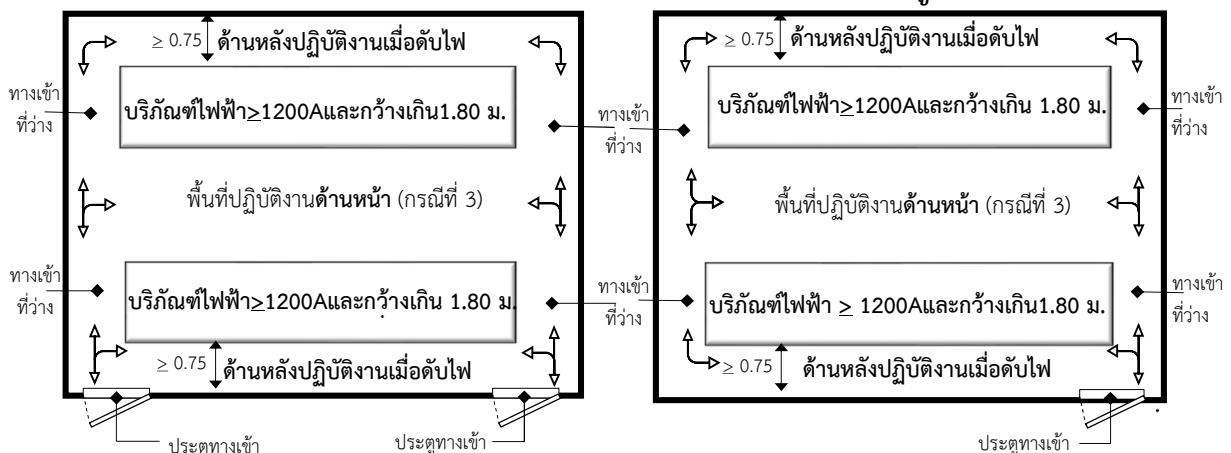 ≥ 0.75 ด้านหลังปฏิบัติงานเมื่อดับไฟ
บริภัณฑ์ไฟฟ้า≥1200Aและกว้างเกิน1.80 ม.
ทางเข้า
ที่ว่าง
พื้นที่ปฏิบัติงานด้านหน้า (กรณีที่ 3)
ทางเข้า
ที่ว่าง
บริภัณฑ์ไฟฟ้า≥1200Aและกว้างเกิน 1.80 ม.
≥ 0.75 ด้านหลังปฏิบัติงานเมื่อดับไฟ
ประตูทางเข้า
ประตูทางเข้า
ทางเข้า
ที่ว่าง
ทางเข้า
ที่ว่าง
≥ 0.75 ด้านหลังปฏิบัติงานเมื่อดับไฟ
บริภัณฑ์ไฟฟ้า≥1200Aและกว้างเกิน 1.80 ม.
ทางเข้า
ที่ว่าง
พื้นที่ปฏิบัติงานด้านหน้า (กรณีที่ 3)
บริภัณฑ์ไฟฟ้า ≥ 1200Aและกว้างเกิน1.80 ม.
ทางเข้า
ที่ว่าง
≥ 0.75 ด้านหลังปฏิบัติงานเมื่อดับไฟ
ประตูทางเข้า